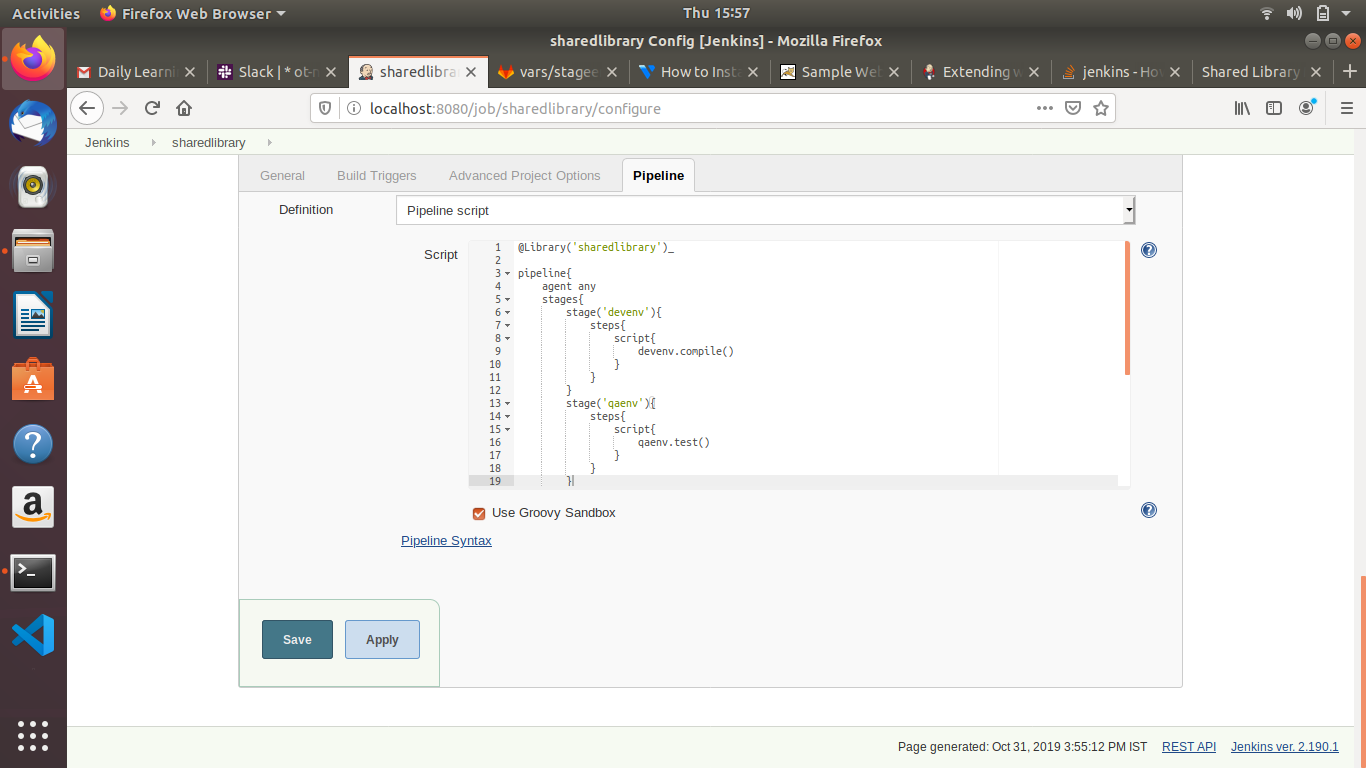 Activities Firefox Web Browser Thu 15:57
sharedlibrary Config [Jenkins] - Mozilla Firefox
Daily Learni Slack | * ot-n sharedlibra vars/stagee How to Inst Sample We Extending w jenkins - Ho Shared Library
localhost:8080/job/sharedlibrary/configure
Jenkins sharedlibrary
General Build Triggers Advanced Project Options Pipeline
Definition Pipeline script
Script
1 @Library('sharedlibrary')_
2
3 pipeline{
4 agent any
5 stages{
6 stage('devenv'){
7 steps{
8 script{
9 devenv.compile()
10 }
11 }
12 }
13 stage('qaenv'){
14 steps{
15 script{
16 qaenv.test()
17 }
18 }
19 }
Use Groovy Sandbox
Pipeline Syntax
Save Apply
Page generated: Oct 31, 2019 3:55:12 PM IST REST API Jenkins ver. 2.190.1